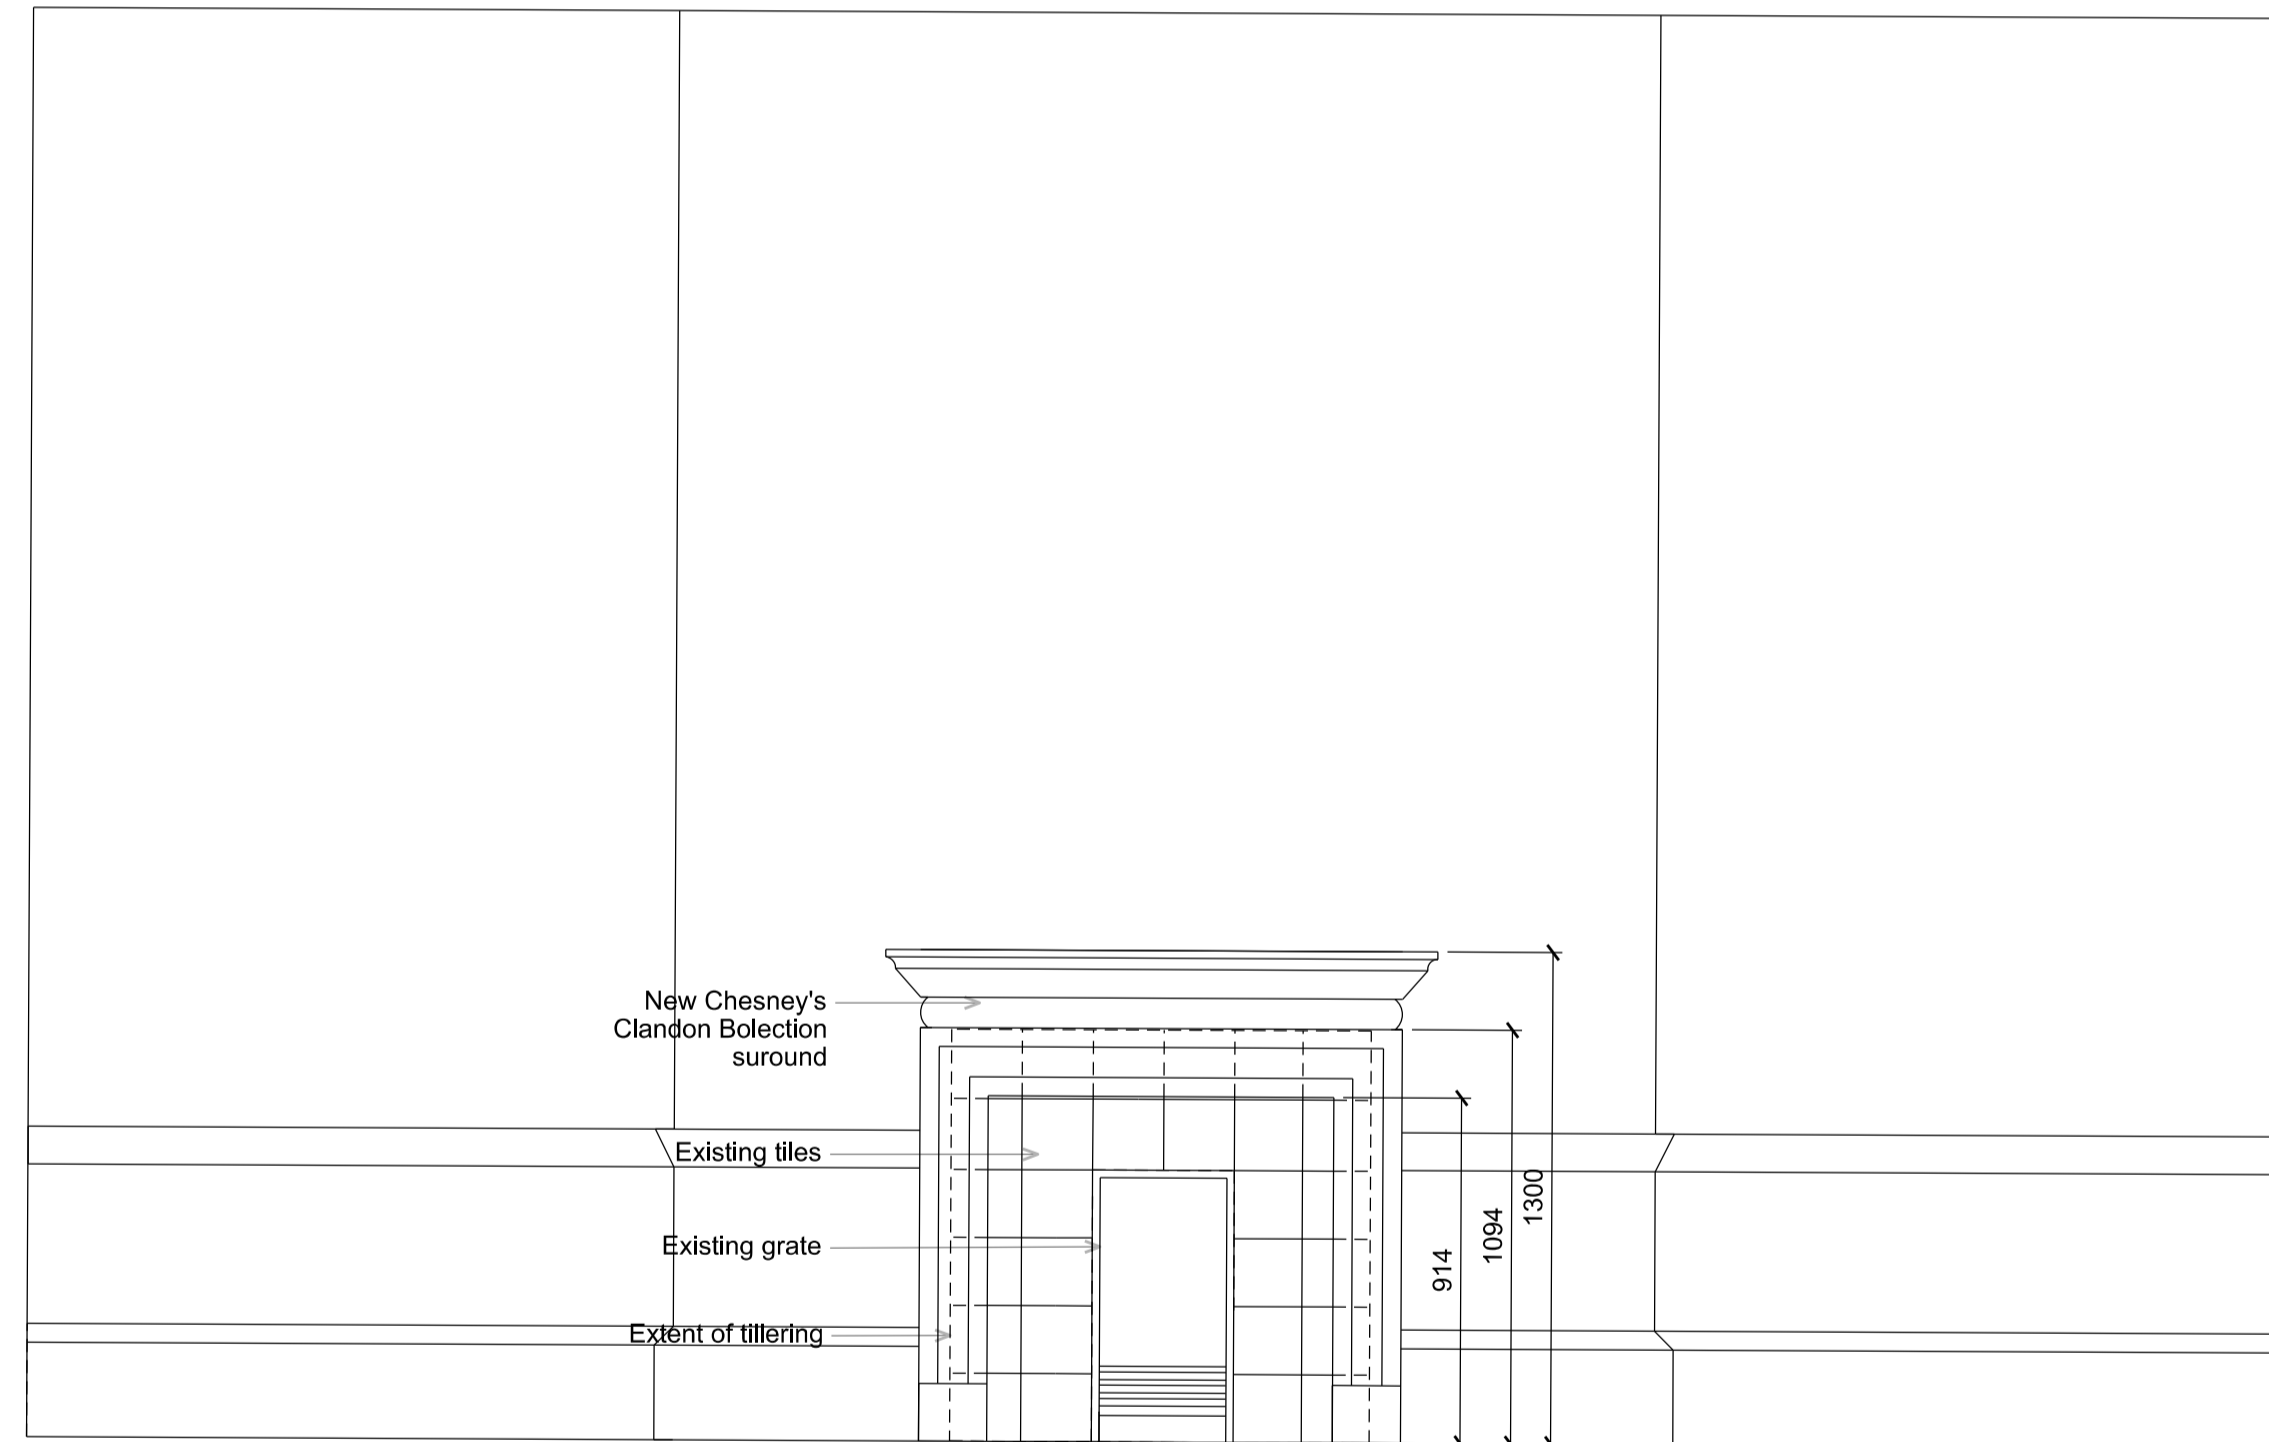 New Chesney's
Clandon Bolection
suround
Existing tiles
Existing grate
Extent of tillering
914
1094
1300